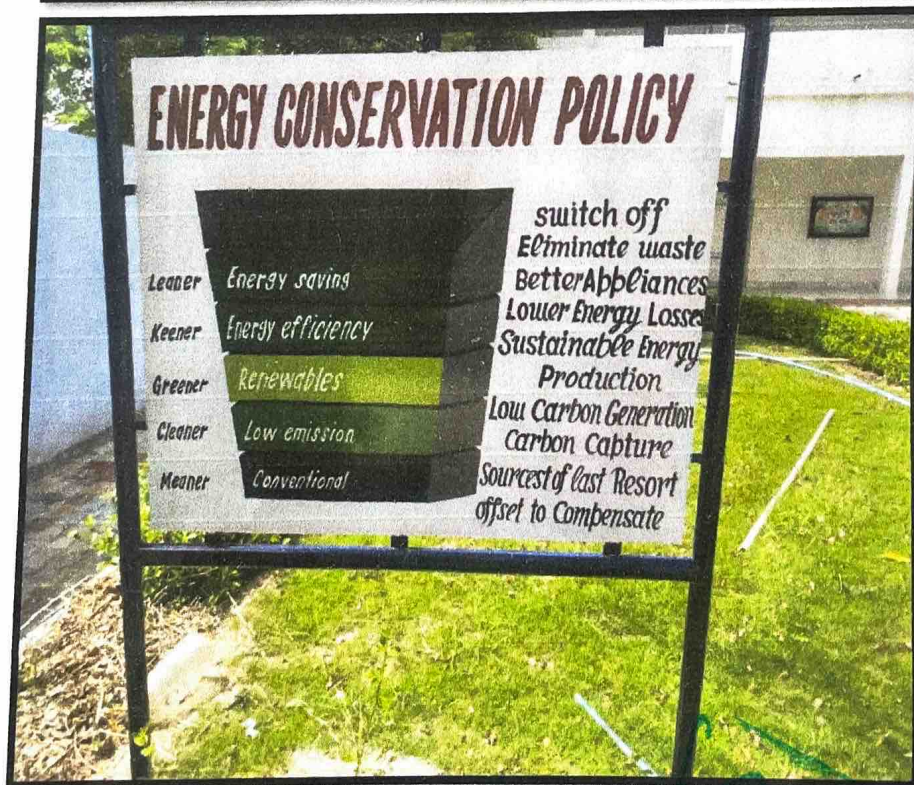 ENERGY CONSERVATION POLICY
switch off
Eliminate waste
Leaner Energy saving Better Appliances
Lower Energy Losses
Keener Energy efficiency
Sustainable Energy
Production
Greener Renewables
Low Carbon Generation
Cleaner Low emission Carbon Capture
Meaner Conventional Sourcest of last Resort
offset to Compensate